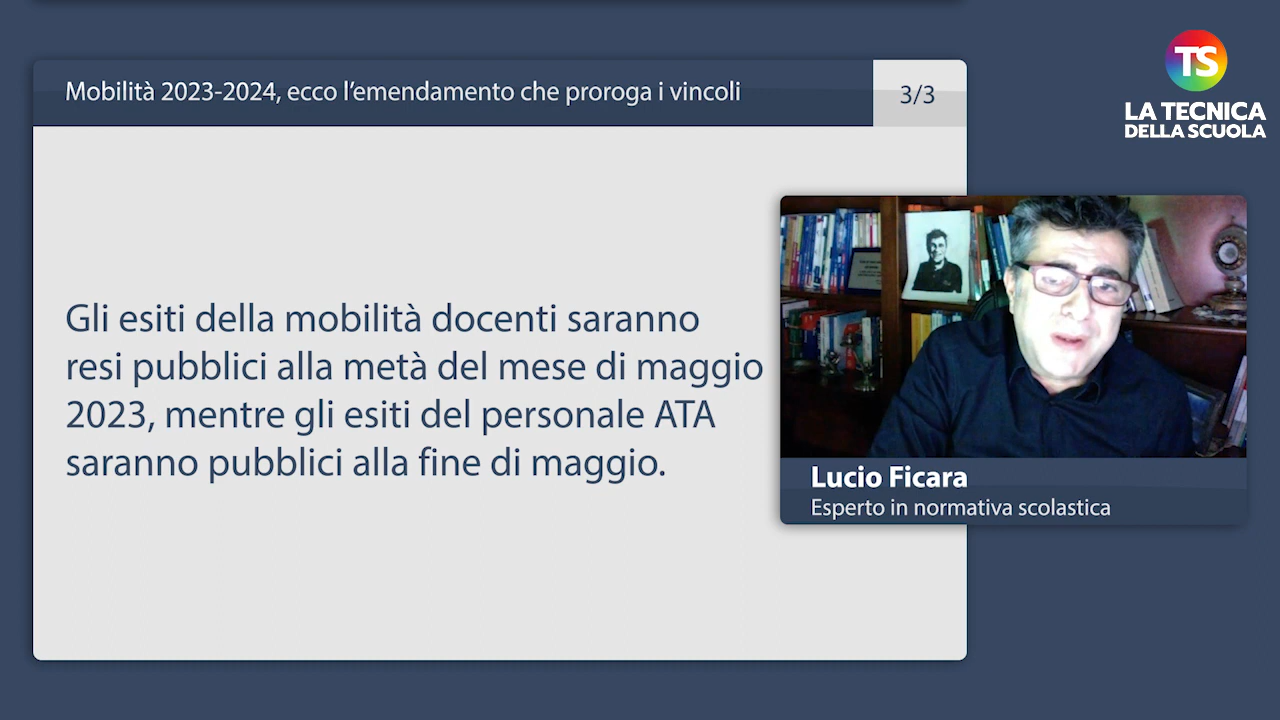 Mobilità 2023-2024, ecco l’emendamento che proroga i vincoli
3/3
TS
LA TECNICA
DELLA SCUOLA
Gli esiti della mobilità docenti saranno
resi pubblici alla metà del mese di maggio
2023, mentre gli esiti del personale ATA
saranno pubblici alla fine di maggio.
Lucio Ficara
Esperto in normativa scolastica